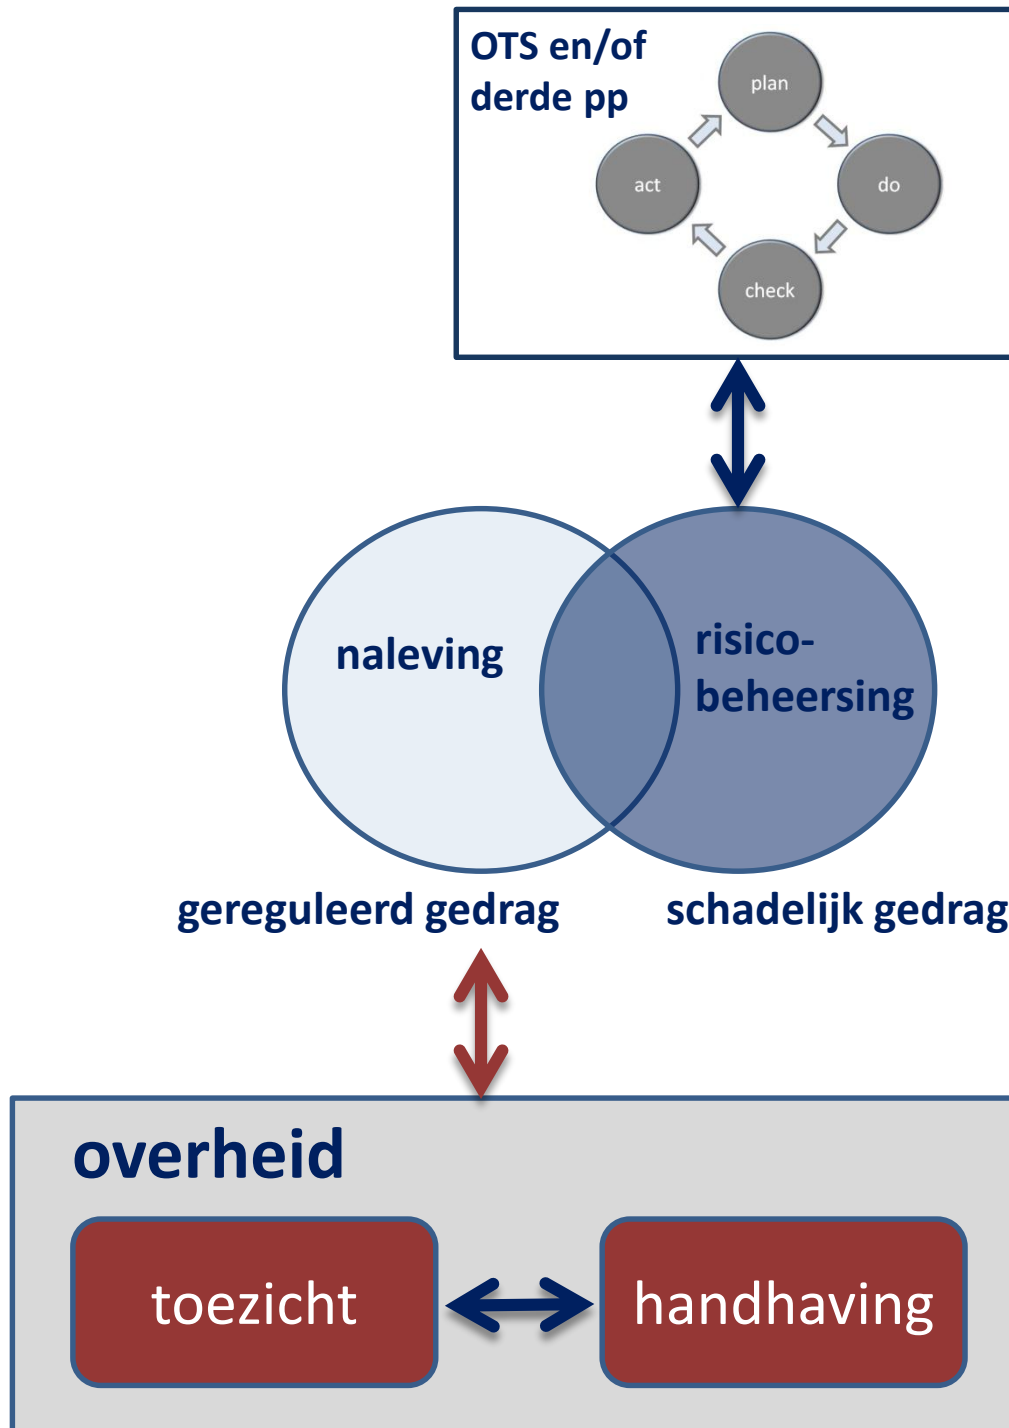 OTS en/of
derde pp
plan
act
do
check
naleving
risico-
beheersing
gereguleerd gedrag
schadelijk gedrag
overheid
toezicht
handhaving